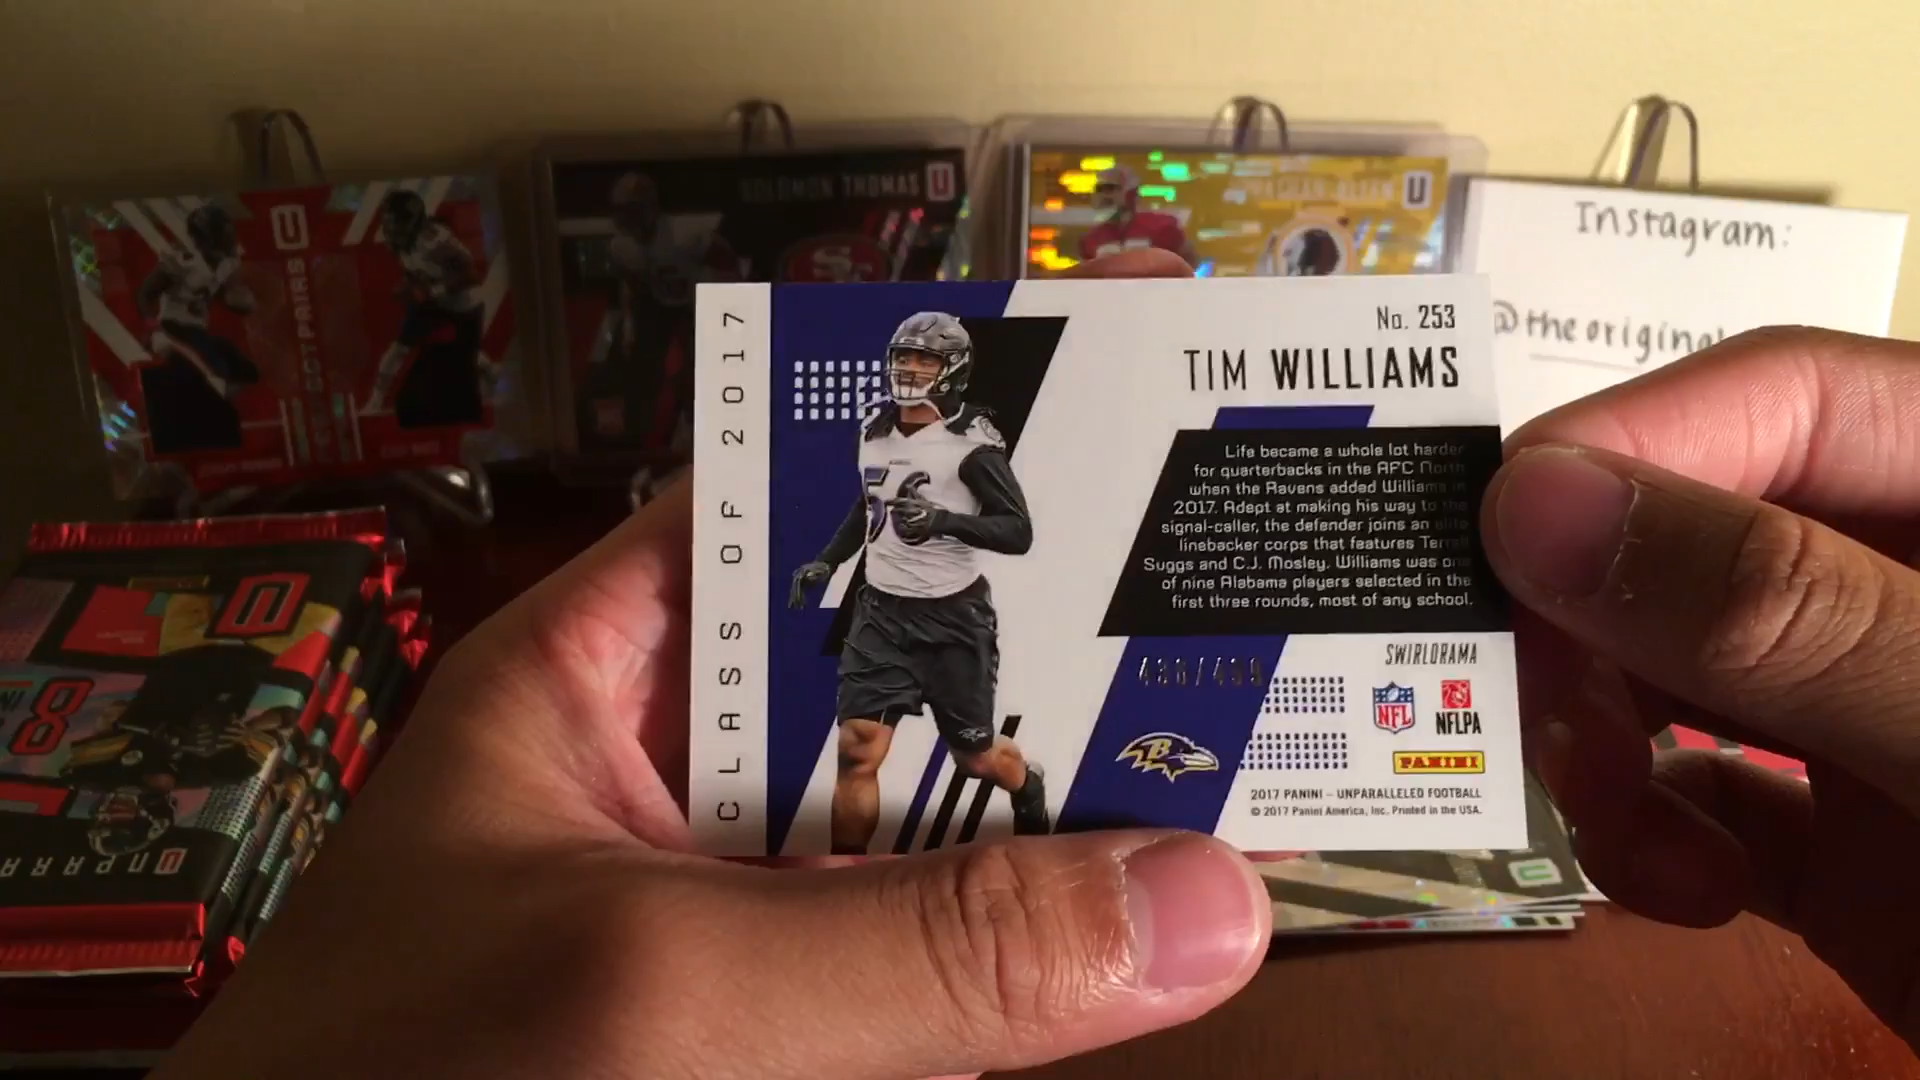 SOLOMON THOMAS
U
U
U
PAIRS
Instagram:
@theoriginal
CLASS OF 2017
56
No. 253
TIM WILLIAMS
Life became a whole lot harder
for quarterbacks in the AFC North
when the Ravens added Williams in
2017. Adept at making his way to the
signal-caller, the defender joins an elite
linebacker corps that features Terrell
Suggs and C.J. Mosley. Williams was one
of nine Alabama players selected in the
first three rounds, most of any school.
SWIRLORAMA
NFL
NFLPA
B
PANINI
2017 PANINI – UNPARALLELED FOOTBALL
© 2017 Panini America, Inc. Printed in the USA.
8